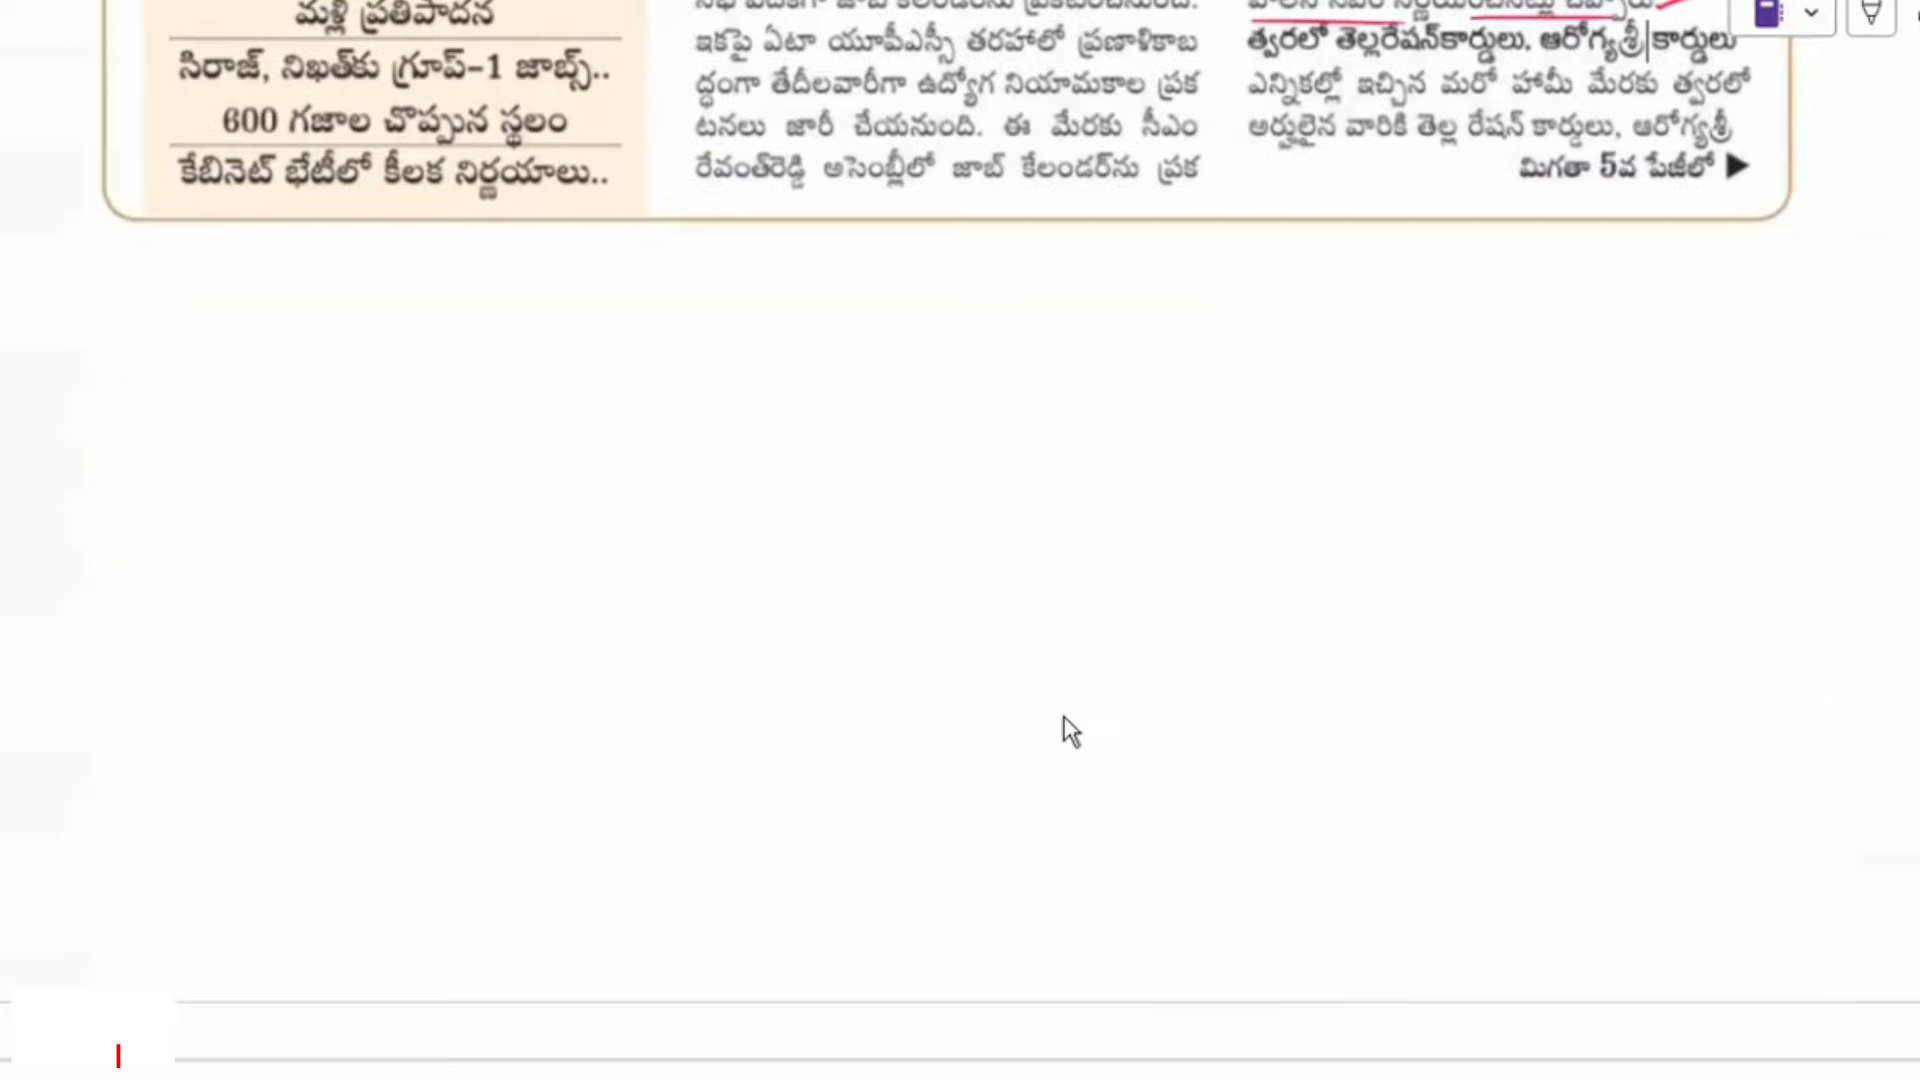 మళ్లీ ప్రతిపాదన
సిరాజ్, నిఖత్‌కు గ్రూప్-1 జాబ్స్..
600 గజాల చొప్పున స్థలం
కేబినెట్ భేటీలో కీలక నిర్ణయాలు..
ఇకపై ఏటా యూపీఎస్సీ తరహాలో ప్రణాళికాబ
ద్ధంగా తేదీలవారీగా ఉద్యోగ నియామకాల ప్రక
టనలు జారీ చేయనుంది. ఈ మేరకు సీఎం
రేవంత్‌రెడ్డి అసెంబ్లీలో జాబ్ కేలండర్‌ను ప్రక
త్వరలో తెల్లరేషన్‌కార్డులు, ఆరోగ్యశ్రీ కార్డులు
ఎన్నికల్లో ఇచ్చిన మరో హామీ మేరకు త్వరలో
అర్హులైన వారికి తెల్ల రేషన్ కార్డులు, ఆరోగ్యశ్రీ
మిగతా 5వ పేజీలో ▶